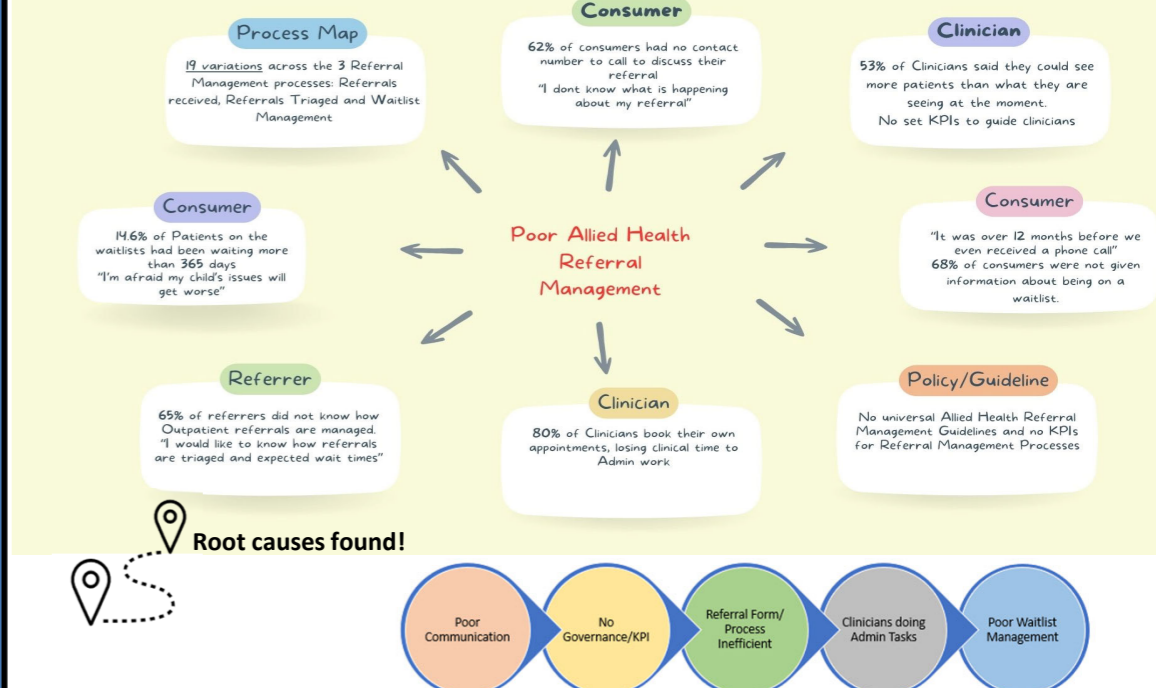 Process Map
19 variations across the 3 Referral
Management processes: Referrals
received, Referrals Triaged and Waitlist
Management
Consumer
62% of consumers had no contact
number to call to discuss their
referral
"I dont know what is happening
about my referral"
Clinician
53% of Clinicians said they could see
more patients than what they are
seeing at the moment.
No set KPIs to guide clinicians
Consumer
14.6% of Patients on the
waitlists had been waiting more
than 365 days
"I'm afraid my child's issues will
get worse"
Poor Allied Health
Referral
Management
Consumer
"It was over 12 months before we
even received a phone call"
68% of consumers were not given
information about being on a
waitlist.
Referrer
65% of referrers did not know how
Outpatient referrals are managed.
"I would like to know how referrals
are triaged and expected wait times"
Clinician
80% of Clinicians book their own
appointments, losing clinical time to
Admin work
Policy/Guideline
No universal Allied Health Referral
Management Guidelines and no KPIs
for Referral Management Processes
Root causes found!
Poor
Communication
No
Governance/KPI
Referral Form/
Process
Inefficient
Clinicians doing
Admin Tasks
Poor Waitlist
Management